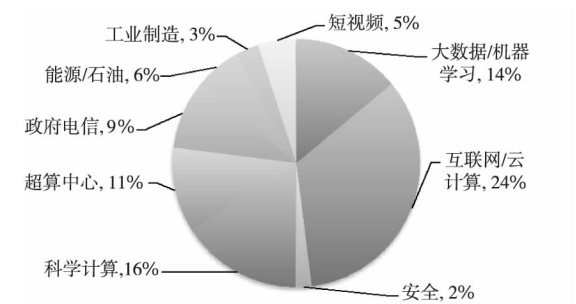 短视频, 5%
大数据/机器
学习, 14%
互联网/云
计算, 24%
安全, 2%
科学计算,16%
超算中心, 11%
政府电信, 9%
能源/石油, 6%
工业制造, 3%